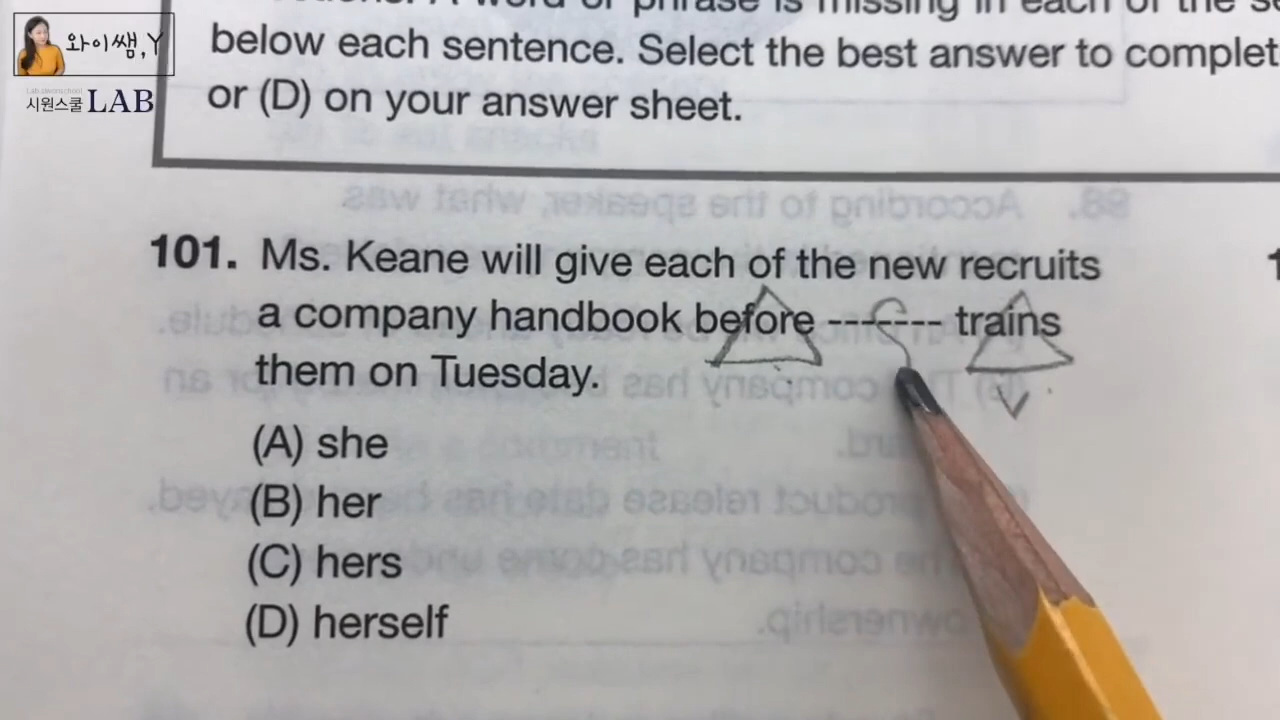 와이쌤,Y
시원스쿨 LAB
below each sentence. Select the best answer to complet
or (D) on your answer sheet.
101. Ms. Keane will give each of the new recruits
a company handbook before ------- trains
them on Tuesday.
(A) she
(B) her
(C) hers
(D) herself
V